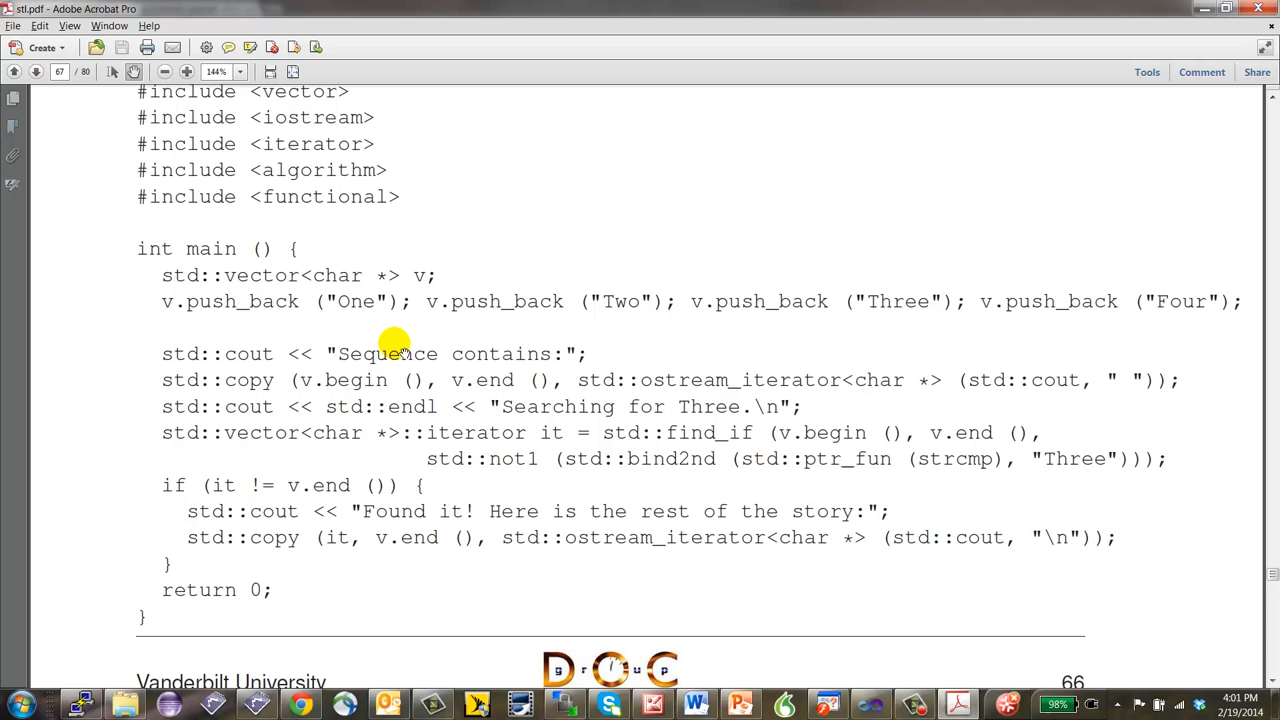 stl.pdf - Adobe Acrobat Pro
File Edit View Window Help
Create
67 / 80 144% Tools Comment Share
#include <vector>
#include <iostream>
#include <iterator>
#include <algorithm>
#include <functional>
int main () {
std::vector<char *> v;
v.push_back ("One"); v.push_back ("Two"); v.push_back ("Three"); v.push_back ("Four");
std::cout << "Sequence contains:";
std::copy (v.begin (), v.end (), std::ostream_iterator<char *> (std::cout, " "));
std::cout << std::endl << "Searching for Three.\n";
std::vector<char *>::iterator it = std::find_if (v.begin (), v.end (),
std::not1 (std::bind2nd (std::ptr_fun (strcmp), "Three")));
if (it != v.end ()) {
std::cout << "Found it! Here is the rest of the story:";
std::copy (it, v.end (), std::ostream_iterator<char *> (std::cout, "\n"));
}
return 0;
}
D O C
g r u p
Vanderbilt University 66
98% 4:01 PM
2/19/2014